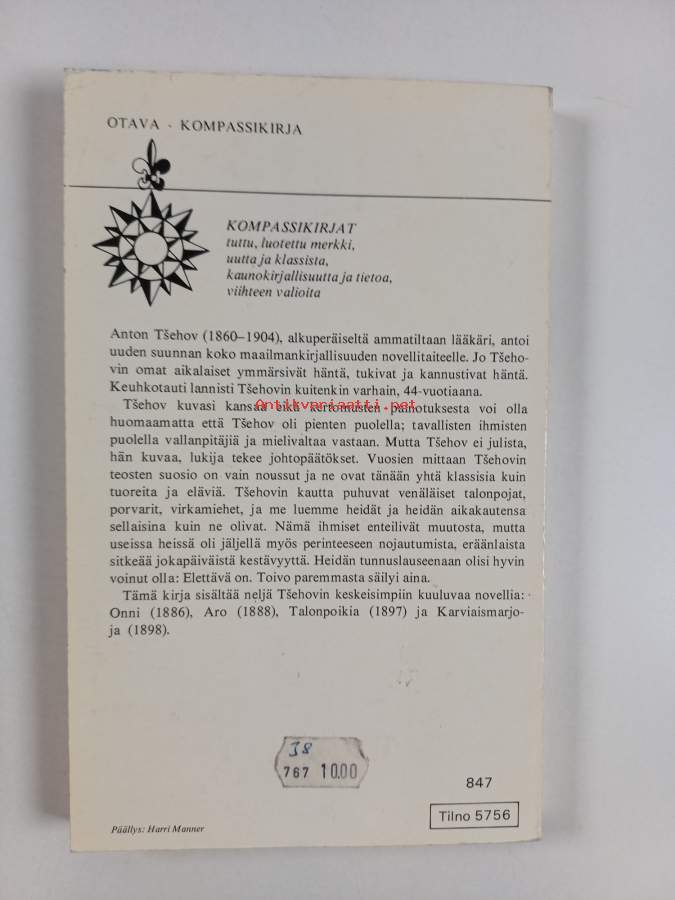 OTAVA - KOMPASSIKIRJA
KOMPASSIKIRJAT
tuttu, luotettu merkki,
uutta ja klassista,
kaunokirjallisuutta ja tietoa,
viihteen valioita
Anton Tšehov (1860–1904), alkuperäiseltä ammatiltaan lääkäri, antoi
uuden suunnan koko maailmankirjallisuuden novellitaiteelle. Jo Tšeho-
vin omat aikalaiset ymmärsivät häntä, tukivat ja kannustivat häntä.
Keuhkotauti lannisti Tšehovin kuitenkin varhain, 44-vuotiaana.
Antikvariaatti.net
Tšehov kuvasi kansaa eikä kertomusten painotuksesta voi olla
huomaamatta että Tšehov oli pienten puolella; tavallisten ihmisten
puolella vallanpitäjiä ja mielivaltaa vastaan. Mutta Tšehov ei julista,
hän kuvaa, lukija tekee johtopäätökset. Vuosien mittaan Tšehovin
teosten suosio on vain noussut ja ne ovat tänään yhtä klassisia kuin
tuoreita ja eläviä. Tšehovin kautta puhuvat venäläiset talonpojat,
porvarit, virkamiehet, ja me luemme heidät ja heidän aikakautensa
sellaisina kuin ne olivat. Nämä ihmiset enteilivät muutosta, mutta
useissa heissä oli jäljellä myös perinteeseen nojautumista, eräänlaista
sitkeää jokapäiväistä kestävyyttä. Heidän tunnuslauseenaan olisi hyvin
voinut olla: Elettävä on. Toivo paremmasta säilyi aina.
Tämä kirja sisältää neljä Tšehovin keskeisimpiin kuuluvaa novellia:
Onni (1886), Aro (1888), Talonpoikia (1897) ja Karviaismarjo-
ja (1898).
38
767 10.00
847
Tilno 5756
Päällys: Harri Manner